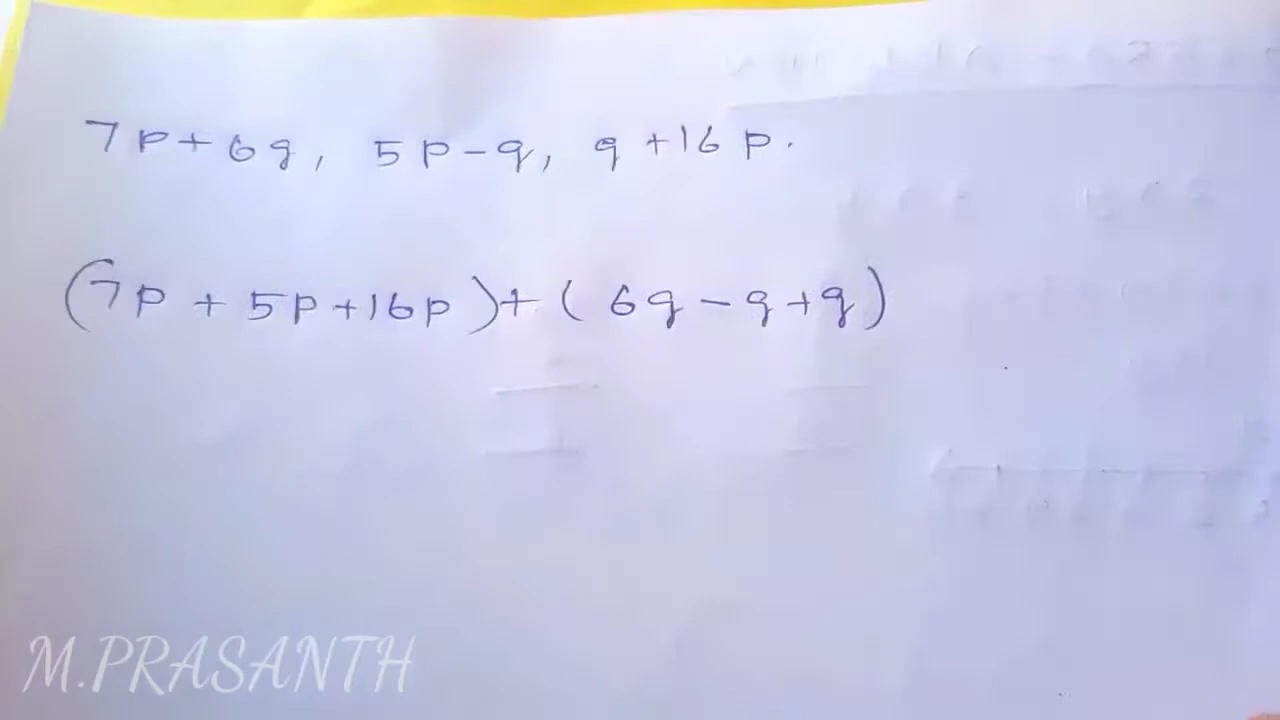 7p+6q, 5p-q, q+16p.
(7p + 5p+16p)+(6q-q+q)
M.PRASANTH